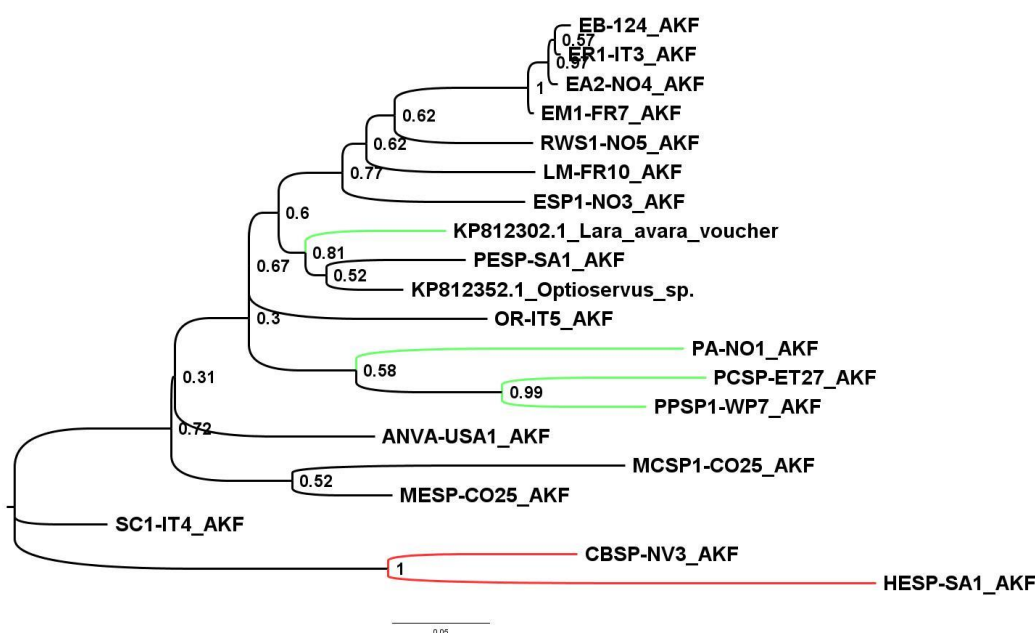 EB-124_AKF
0.57
ER1-IT3_AKF
0.97
EA2-NO4_AKF
1
EM1-FR7_AKF
0.62
RWS1-NO5_AKF
0.62
LM-FR10_AKF
0.77
ESP1-NO3_AKF
0.6
KP812302.1_Lara_avara_voucher
0.81
PESP-SA1_AKF
0.67
0.52
KP812352.1_Optioservus_sp.
OR-IT5_AKF
0.3
PA-NO1_AKF
0.58
PCSP-ET27_AKF
0.31
0.99
PPSP1-WP7_AKF
0.72
ANVA-USA1_AKF
MCSP1-CO25_AKF
0.52
MESP-CO25_AKF
SC1-IT4_AKF
CBSP-NV3_AKF
1
HESP-SA1_AKF
0.05